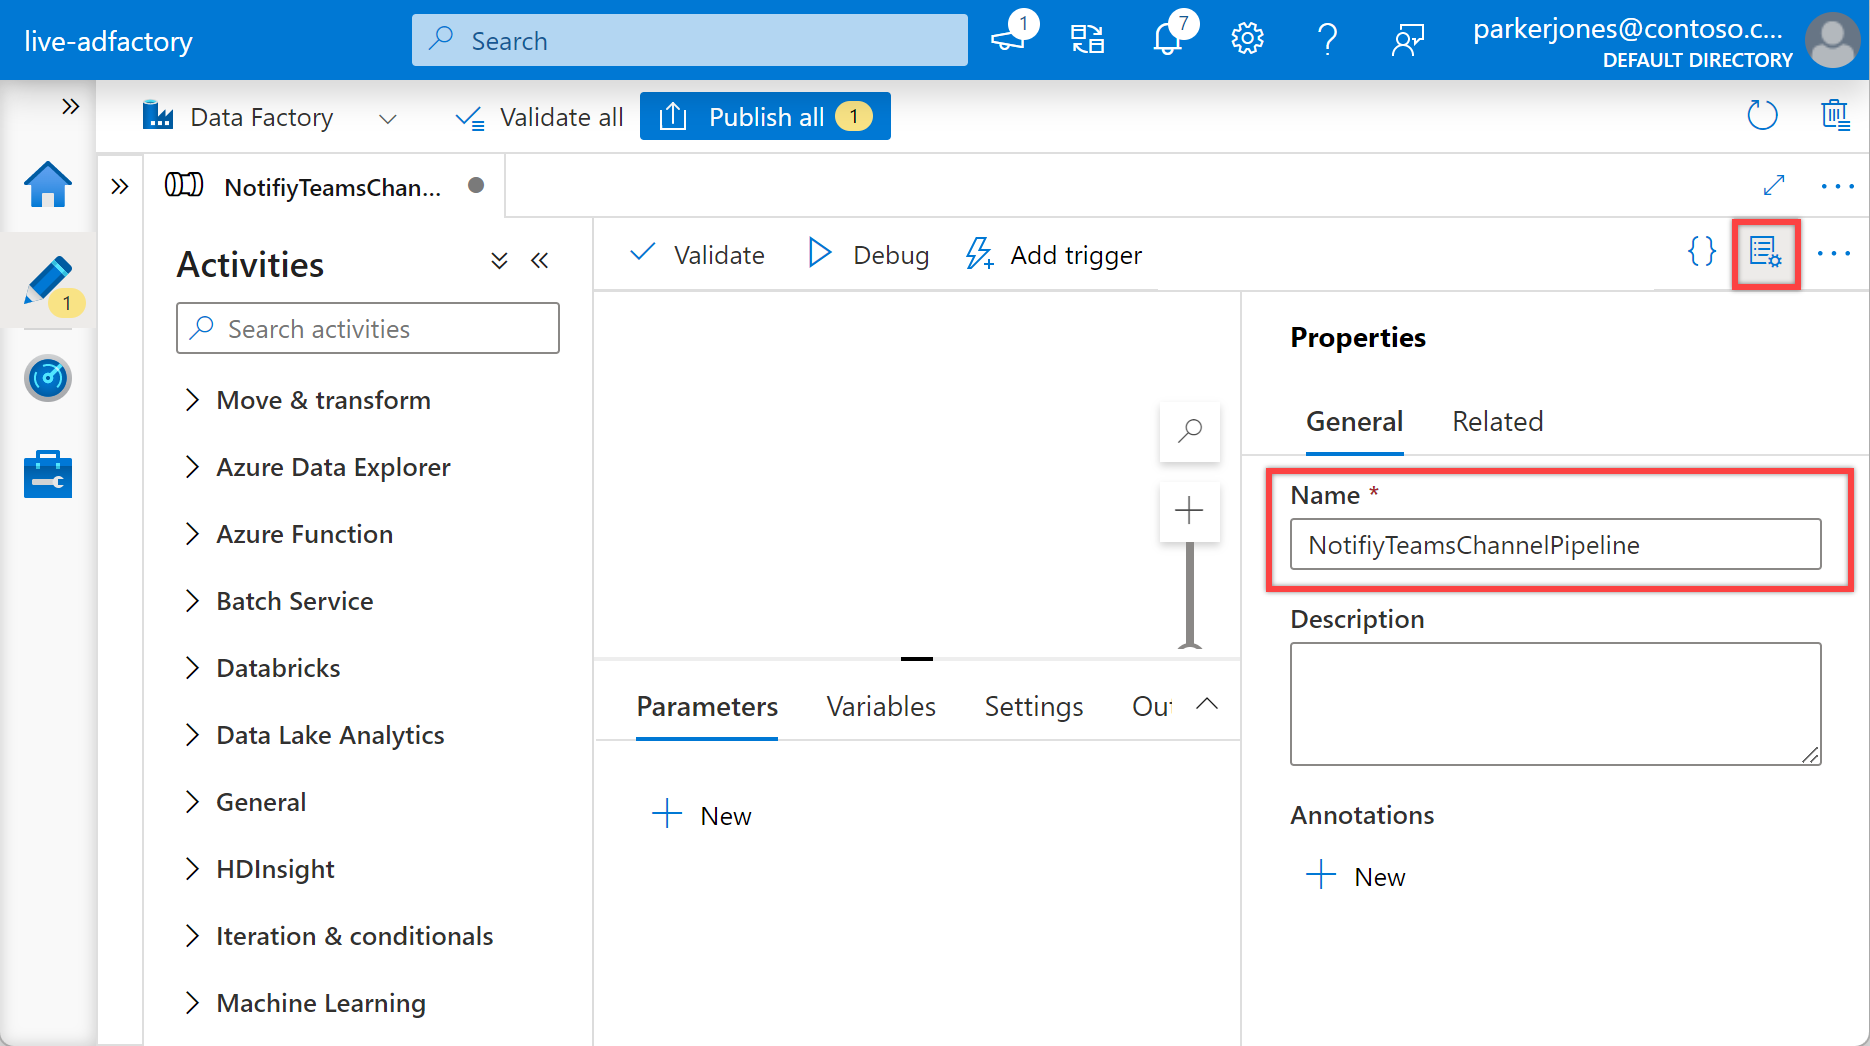 live-adfactory
Search
1
7
parkerjones@contoso.c...
DEFAULT DIRECTORY
Data Factory
Validate all
Publish all 1
NotifiyTeamsChan...
1
Activities
Search activities
Move & transform
Azure Data Explorer
Azure Function
Batch Service
Databricks
Data Lake Analytics
General
HDInsight
Iteration & conditionals
Machine Learning
Validate
Debug
Add trigger
{}
Parameters
Variables
Settings
Ou
New
Properties
General
Related
Name *
NotifiyTeamsChannelPipeline
Description
Annotations
New